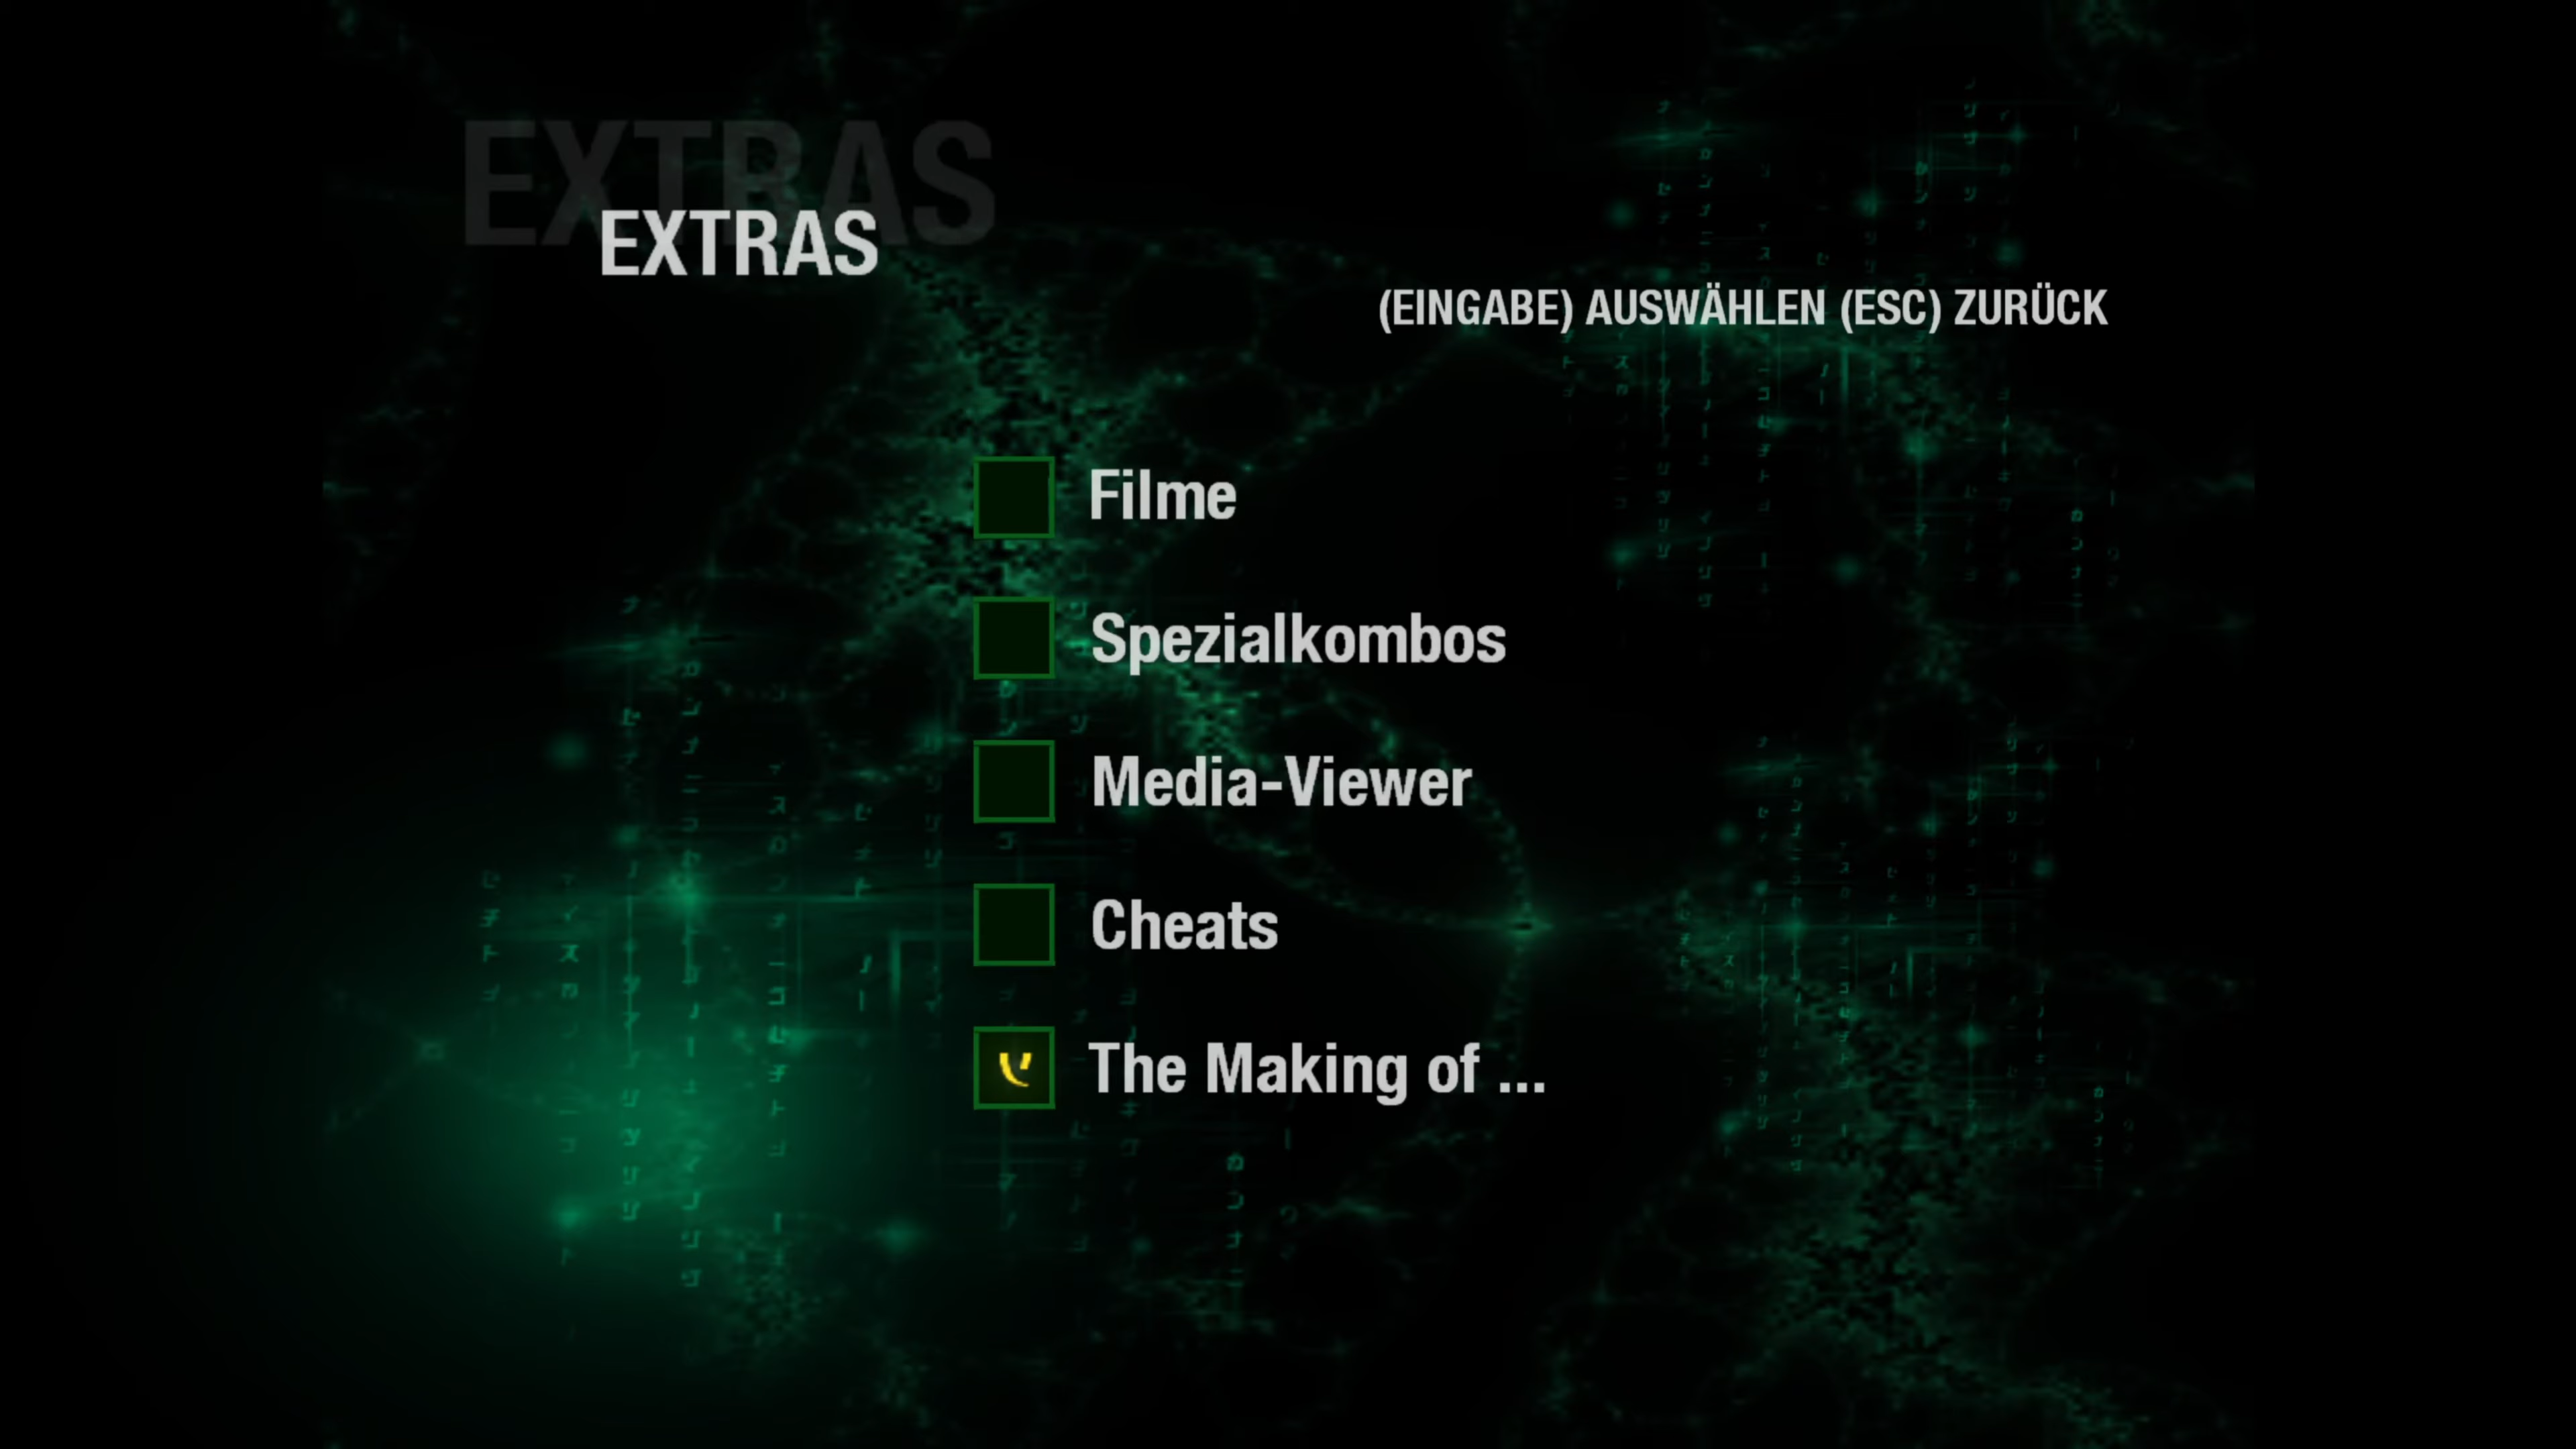 EXTRAS
EXTRAS
(EINGABE) AUSWÄHLEN (ESC) ZURÜCK
Filme
Spezialkombos
Media-Viewer
Cheats
The Making of ...